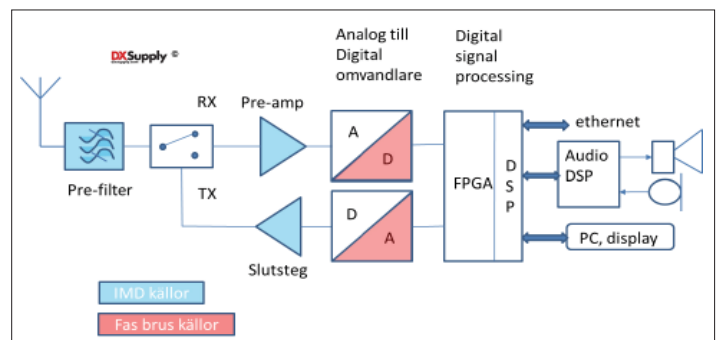 DXSupply ©
Analog till
Digital
omvandlare
Digital
signal
processing
RX
Pre-amp
A
D
FPGA
DSP
ethernet
Audio
DSP
Pre-filter
TX
D
A
PC, display
Slutsteg
IMD källor
Fas brus källor